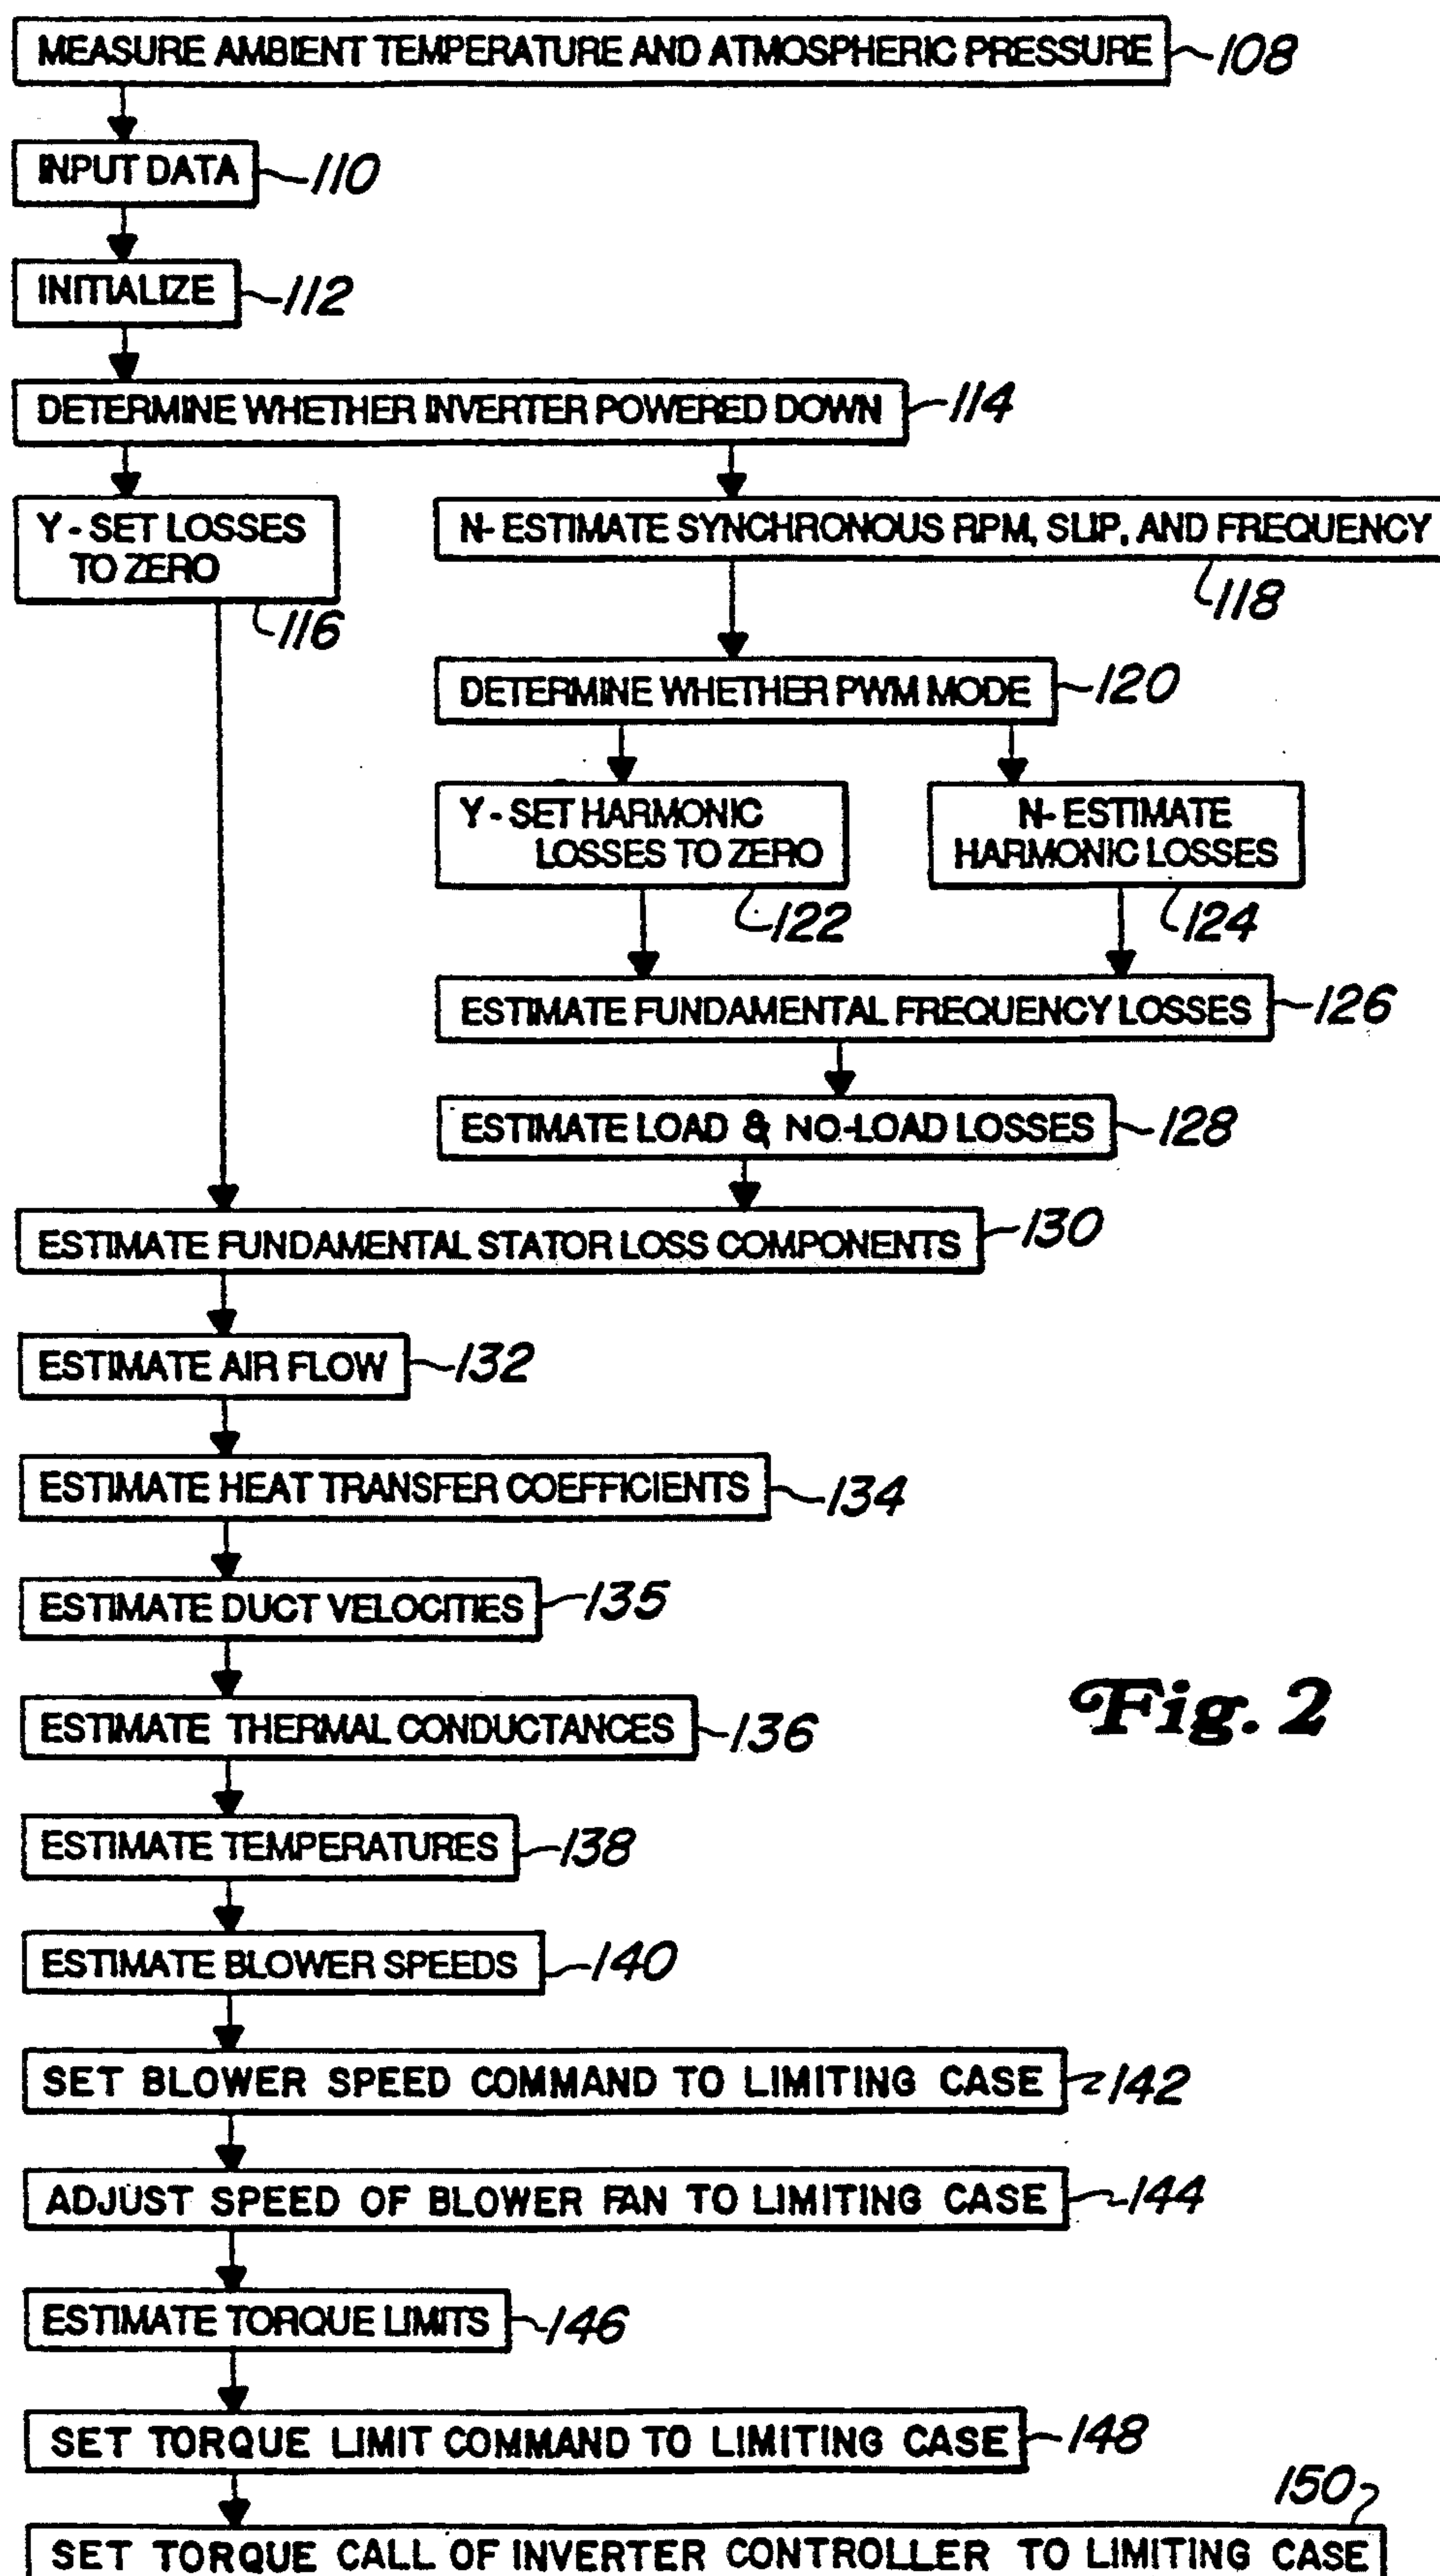 MEASURE AMBIENT TEMPERATURE AND ATMOSPHERIC PRESSURE 108
INPUT DATA 110
INITIALIZE 112
DETERMINE WHETHER INVERTER POWERED DOWN 114
Y - SET LOSSES
TO ZERO
116
N- ESTIMATE SYNCHRONOUS RPM, SLIP, AND FREQUENCY
118
DETERMINE WHETHER PWM MODE 120
Y - SET HARMONIC
LOSSES TO ZERO
122
N- ESTIMATE
HARMONIC LOSSES
124
ESTIMATE FUNDAMENTAL FREQUENCY LOSSES 126
ESTIMATE LOAD & NO-LOAD LOSSES 128
ESTIMATE FUNDAMENTAL STATOR LOSS COMPONENTS 130
ESTIMATE AIR FLOW 132
ESTIMATE HEAT TRANSFER COEFFICIENTS 134
ESTIMATE DUCT VELOCITIES 135
ESTIMATE THERMAL CONDUCTANCES 136
Fig. 2
ESTIMATE TEMPERATURES 138
ESTIMATE BLOWER SPEEDS 140
SET BLOWER SPEED COMMAND TO LIMITING CASE 142
ADJUST SPEED OF BLOWER FAN TO LIMITING CASE 144
ESTIMATE TORQUE LIMITS 146
SET TORQUE LIMIT COMMAND TO LIMITING CASE 148
150
SET TORQUE CALL OF INVERTER CONTROLLER TO LIMITING CASE